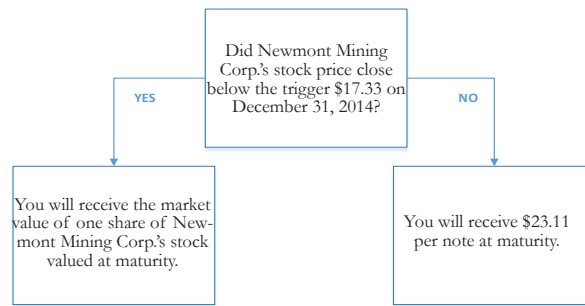 Did Newmont Mining
Corp.'s stock price close
below the trigger $17.33 on
December 31, 2014?
YES
NO
You will receive the market
value of one share of New-
mont Mining Corp.'s stock
valued at maturity.
You will receive $23.11
per note at maturity.